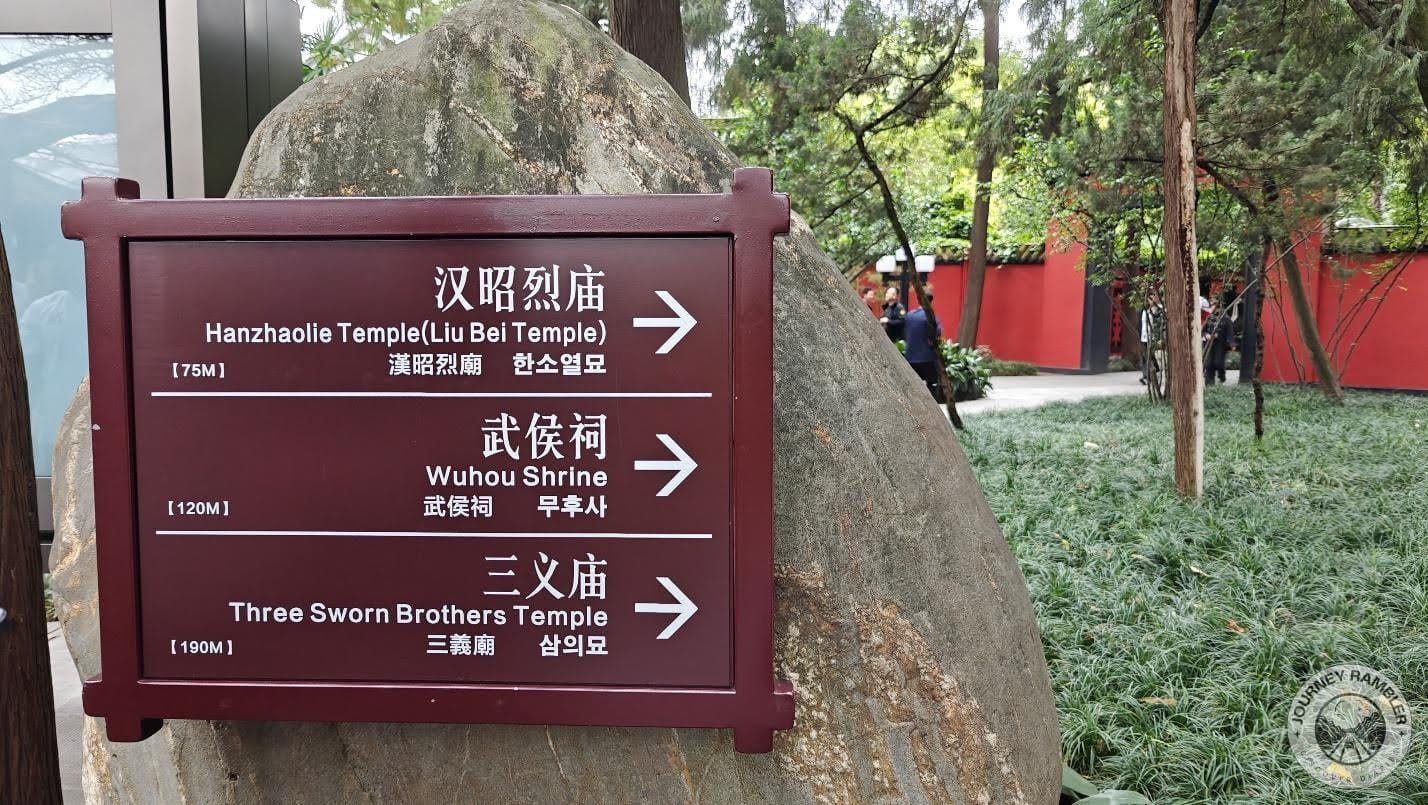 汉昭烈庙
Hanzhaolie Temple(Liu Bei Temple)
【75M】 漢昭烈廟 한소열묘
武侯祠
Wuhou Shrine
【120M】 武侯祠 무후사
三义庙
Three Sworn Brothers Temple
【190M】 三義廟 삼의묘
JOURNEY RAMBLER